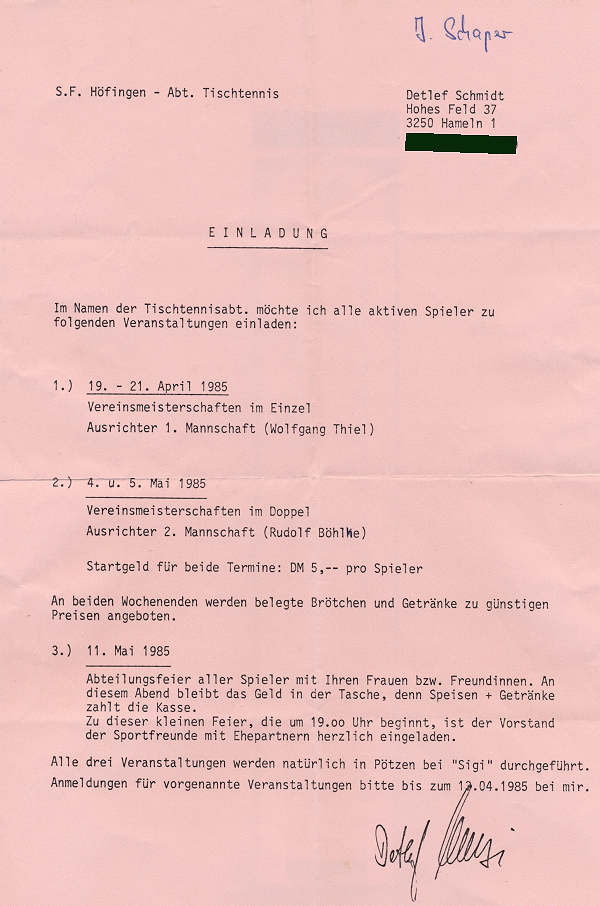 J. Schaper
S.F. Höfingen - Abt. Tischtennis
Detlef Schmidt
Hohes Feld 37
3250 Hameln 1
E I N L A D U N G
Im Namen der Tischtennisabt. möchte ich alle aktiven Spieler zu
folgenden Veranstaltungen einladen:
1.) 19. - 21. April 1985
Vereinsmeisterschaften im Einzel
Ausrichter 1. Mannschaft (Wolfgang Thiel)
2.) 4. u. 5. Mai 1985
Vereinsmeisterschaften im Doppel
Ausrichter 2. Mannschaft (Rudolf Böhlke)
Startgeld für beide Termine: DM 5,-- pro Spieler
An beiden Wochenenden werden belegte Brötchen und Getränke zu günstigen
Preisen angeboten.
3.) 11. Mai 1985
Abteilungsfeier aller Spieler mit Ihren Frauen bzw. Freundinnen. An
diesem Abend bleibt das Geld in der Tasche, denn Speisen + Getränke
zahlt die Kasse.
Zu dieser kleinen Feier, die um 19.oo Uhr beginnt, ist der Vorstand
der Sportfreunde mit Ehepartnern herzlich eingeladen.
Alle drei Veranstaltungen werden natürlich in Pötzen bei "Sigi" durchgeführt.
Anmeldungen für vorgenannte Veranstaltungen bitte bis zum .04.1985 bei mir.
Detlef